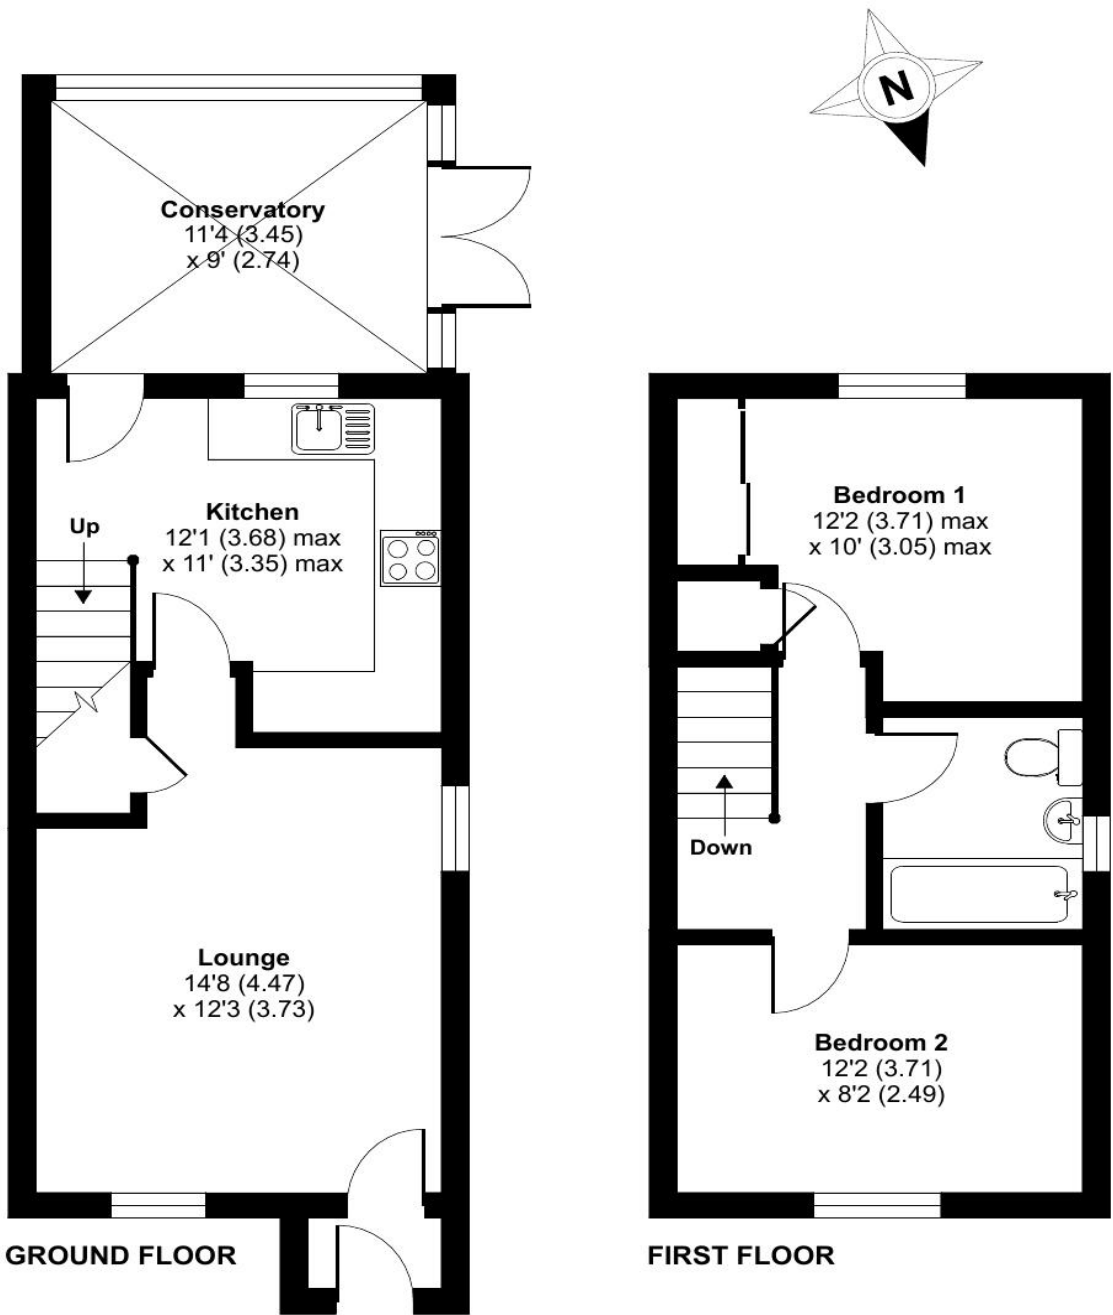 N
Conservatory
11'4 (3.45)
x 9' (2.74)
Kitchen
12'1 (3.68) max
x 11' (3.35) max
Up
Lounge
14'8 (4.47)
x 12'3 (3.73)
GROUND FLOOR
Bedroom 1
12'2 (3.71) max
x 10' (3.05) max
Down
Bedroom 2
12'2 (3.71)
x 8'2 (2.49)
FIRST FLOOR